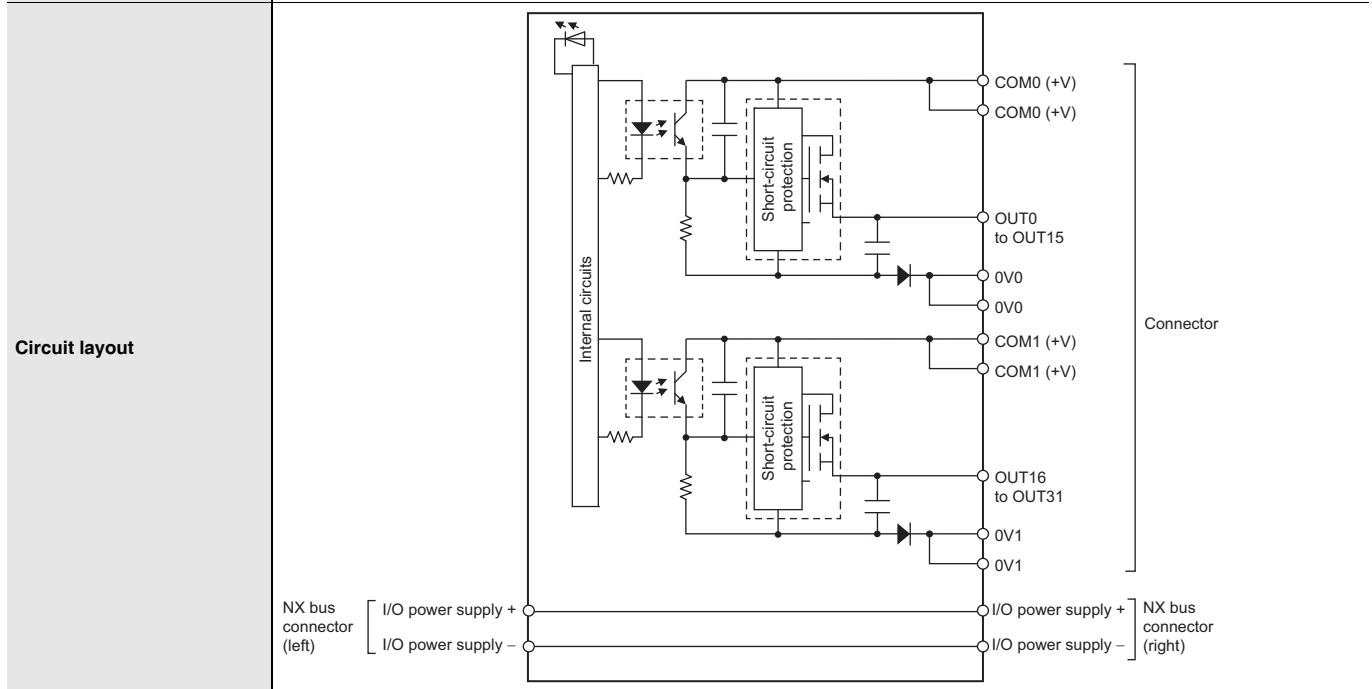 Circuit layout
Internal circuits
Short-circuit
protection
COM0 (+V)
COM0 (+V)
OUT0
to OUT15
0V0
0V0
Short-circuit
protection
COM1 (+V)
COM1 (+V)
OUT16
to OUT31
0V1
0V1
Connector
NX bus
connector
(left)
I/O power supply +
I/O power supply −
I/O power supply +
I/O power supply −
NX bus
connector
(right)